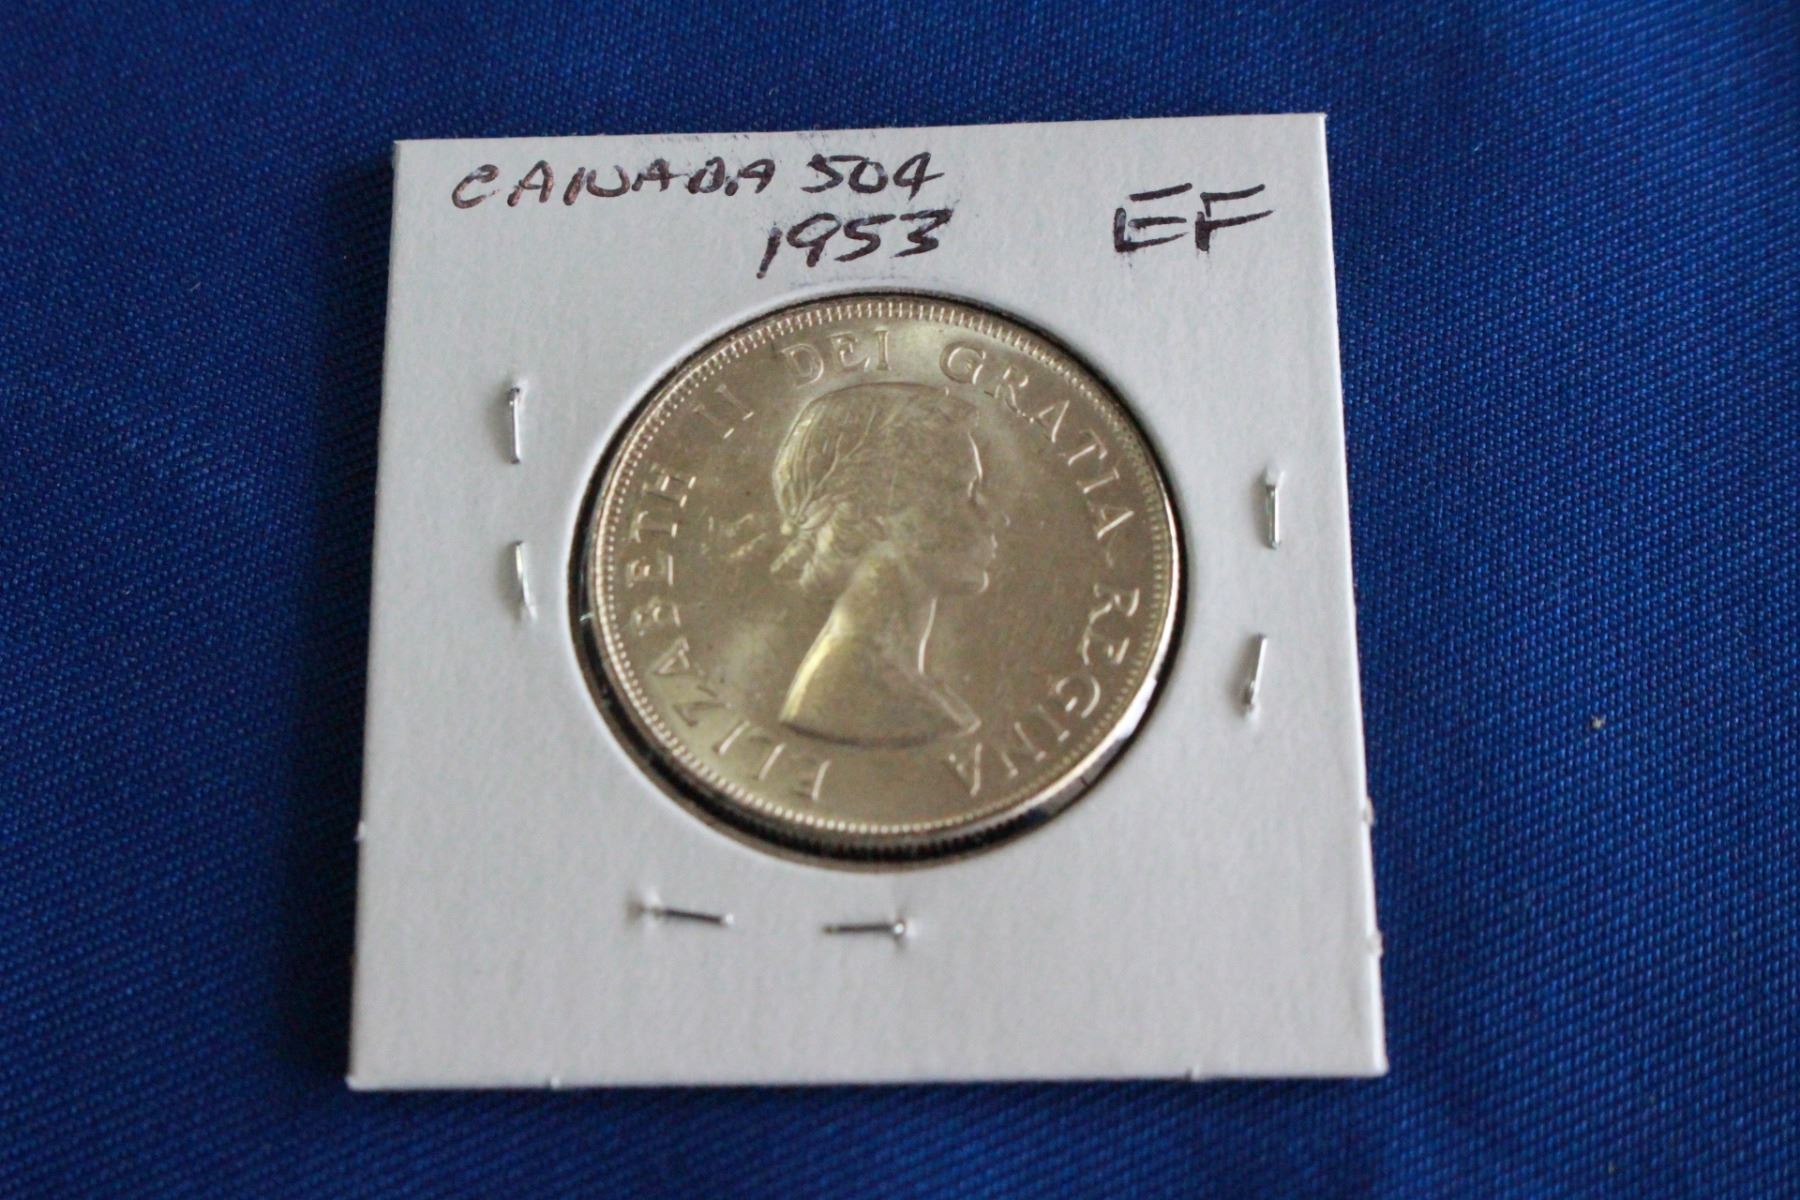 CANADA 50¢
1953
EF
ELIZABETH II DEI GRATIA·REGINA